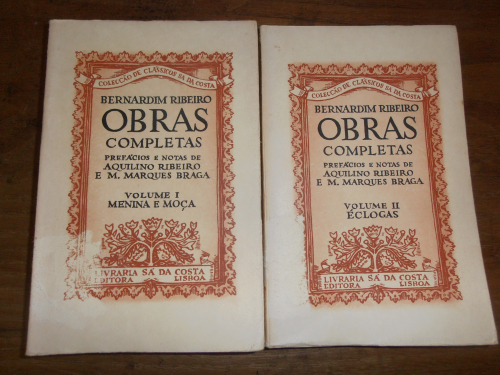 COLECÇÃO DE CLÁSSICOS SÁ DA COSTA
BERNARDIM RIBEIRO
OBRAS
COMPLETAS
PREFÁCIOS E NOTAS DE
AQUILINO RIBEIRO
E M. MARQUES BRAGA
VOLUME I
MENINA E MOÇA
LIVRARIA SÁ DA COSTA
EDITORA LISBOA
COLECÇÃO DE CLÁSSICOS SÁ DA COSTA
BERNARDIM RIBEIRO
OBRAS
COMPLETAS
PREFÁCIOS E NOTAS DE
AQUILINO RIBEIRO
E M. MARQUES BRAGA
VOLUME II
ÉCLOGAS
LIVRARIA SÁ DA COSTA
EDITORA LISBOA